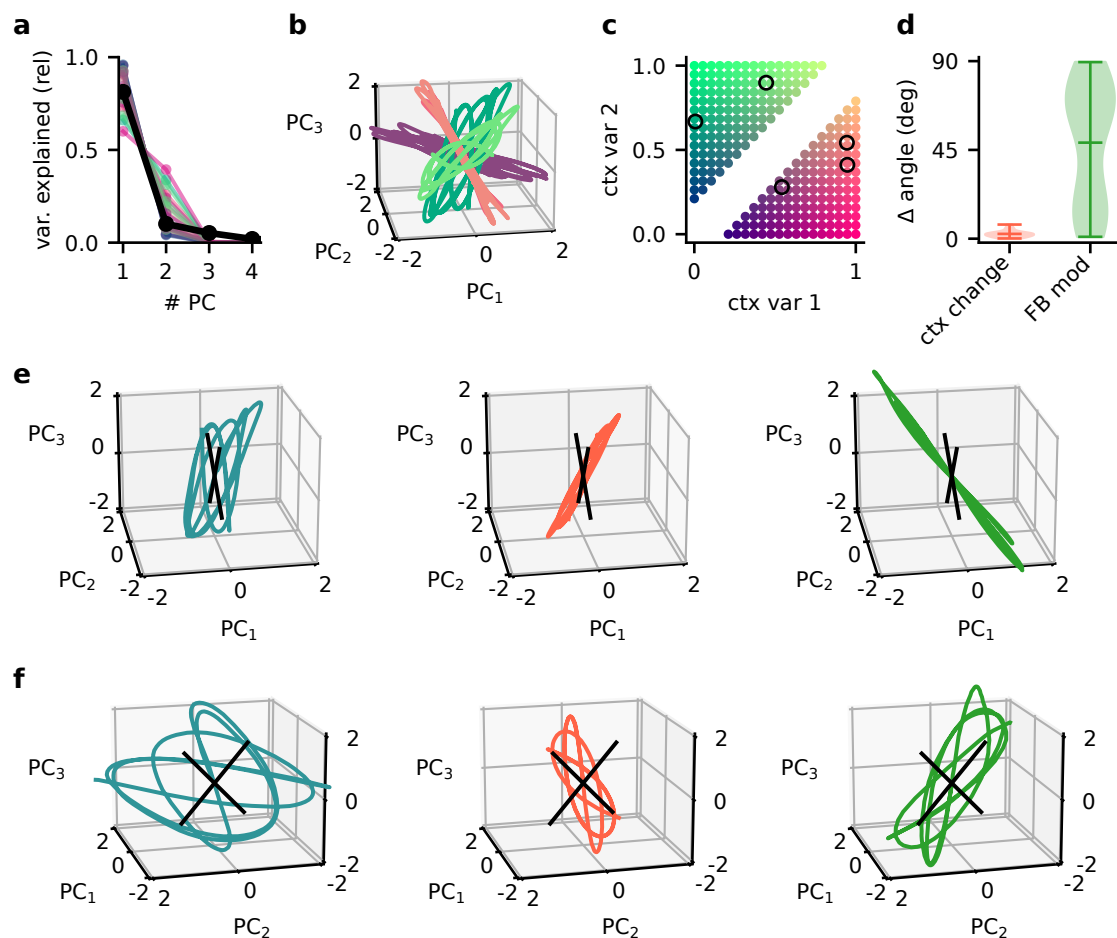 a
var. explained (rel)
1.0
0.5
0.0
1 2 3 4
# PC
b
PC3
2
0
-2
2
0
-2
PC2
-2
0
2
PC1
c
ctx var 2
1.0
0.5
0.0
0 1
ctx var 1
d
Δ angle (deg)
90
45
0
ctx change
FB mod
e
PC3
2
0
-2
2
0
-2
PC2
-2
0
2
PC1
PC3
2
0
-2
2
0
-2
PC2
-2
0
2
PC1
PC3
2
0
-2
2
0
-2
PC2
-2
0
2
PC1
f
PC3
2
0
-2
2
0
-2
PC1
2
0
-2
PC2
PC3
2
0
-2
2
0
-2
PC1
2
0
-2
PC2
PC3
2
0
-2
2
0
-2
PC1
2
0
-2
PC2